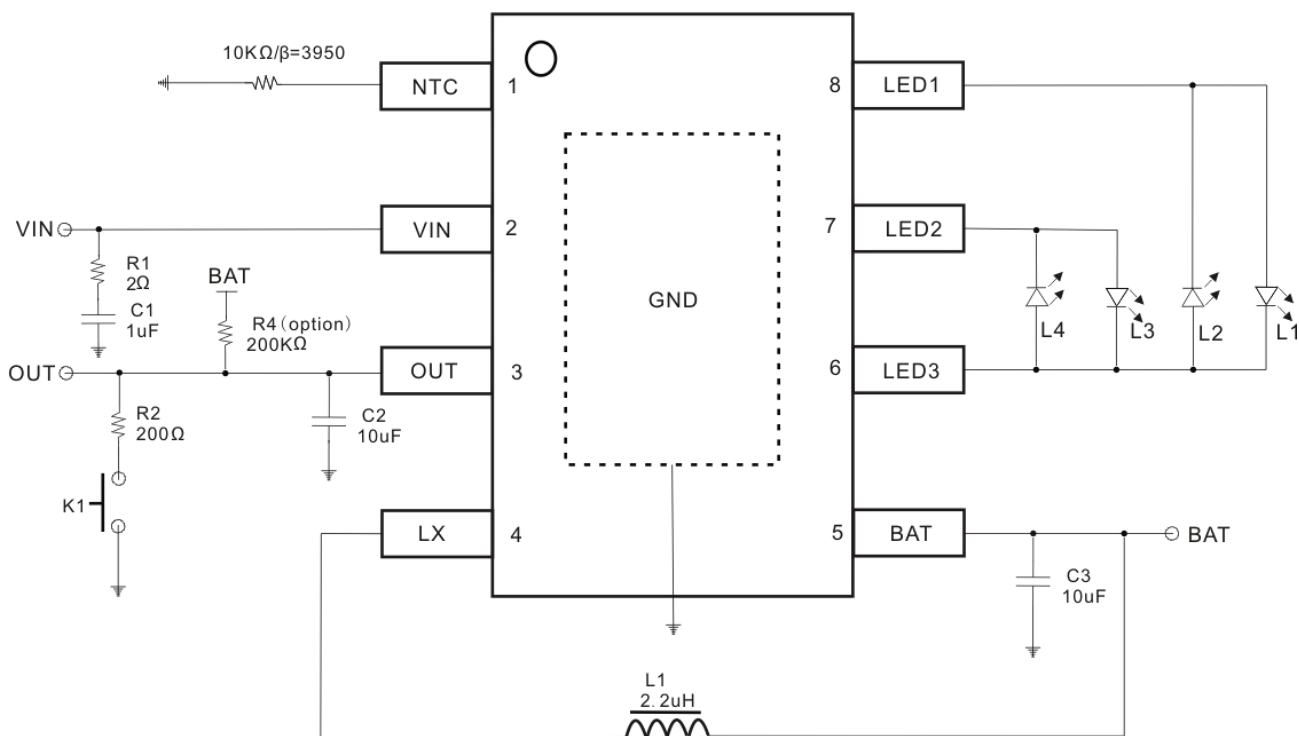 10KΩ/β=3950
NTC
1
8
LED1
VIN
VIN
2
7
LED2
R1
2Ω
BAT
C1
1uF
R4(option)
200KΩ
GND
L4
L3
L2
L1
OUT
OUT
3
6
LED3
R2
200Ω
C2
10uF
K1
LX
4
5
BAT
BAT
C3
10uF
L1
2.2uH